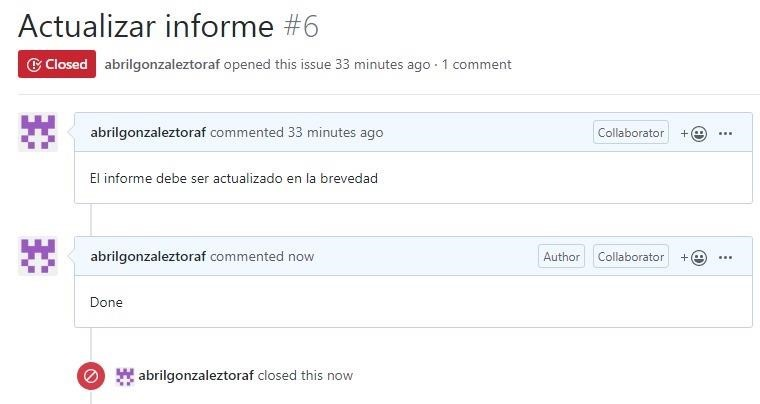 Actualizar informe #6
Closed abrilgonzaleztoraf opened this issue 33 minutes ago · 1 comment
abrilgonzaleztoraf commented 33 minutes ago Collaborator
El informe debe ser actualizado en la brevedad
abrilgonzaleztoraf commented now Author Collaborator
Done
abrilgonzaleztoraf closed this now